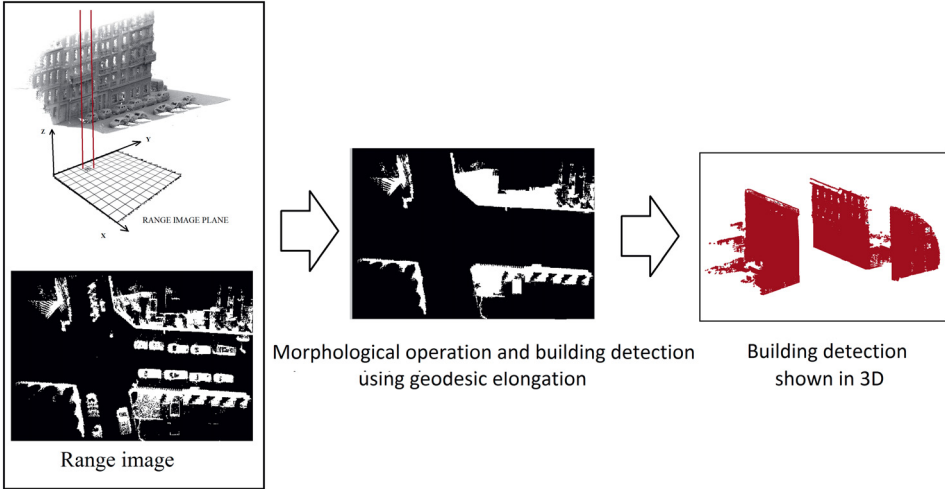 Z
Y
X
RANGE IMAGE PLANE
Range image
Morphological operation and building detection
using geodesic elongation
Building detection
shown in 3D